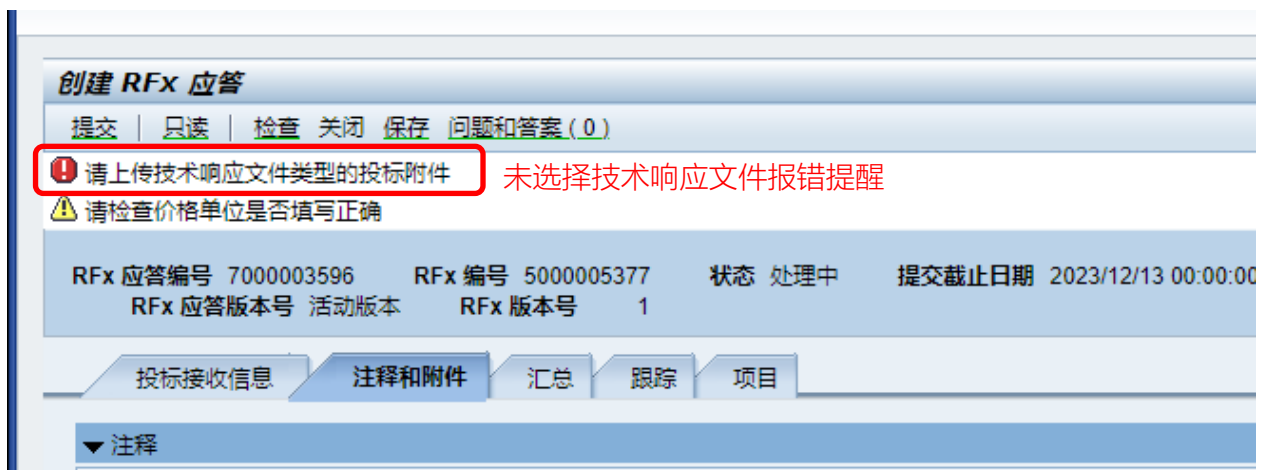 创建 RFx 应答
提交 | 只读 | 检查 关闭 保存 问题和答案 ( 0 )
请上传技术响应文件类型的投标附件 未选择技术响应文件报错提醒
请检查价格单位是否填写正确
RFx 应答编号 7000003596 RFx 编号 5000005377 状态 处理中 提交截止日期 2023/12/13 00:00:00
RFx 应答版本号 活动版本 RFx 版本号 1
投标接收信息 注释和附件 汇总 跟踪 项目
注释